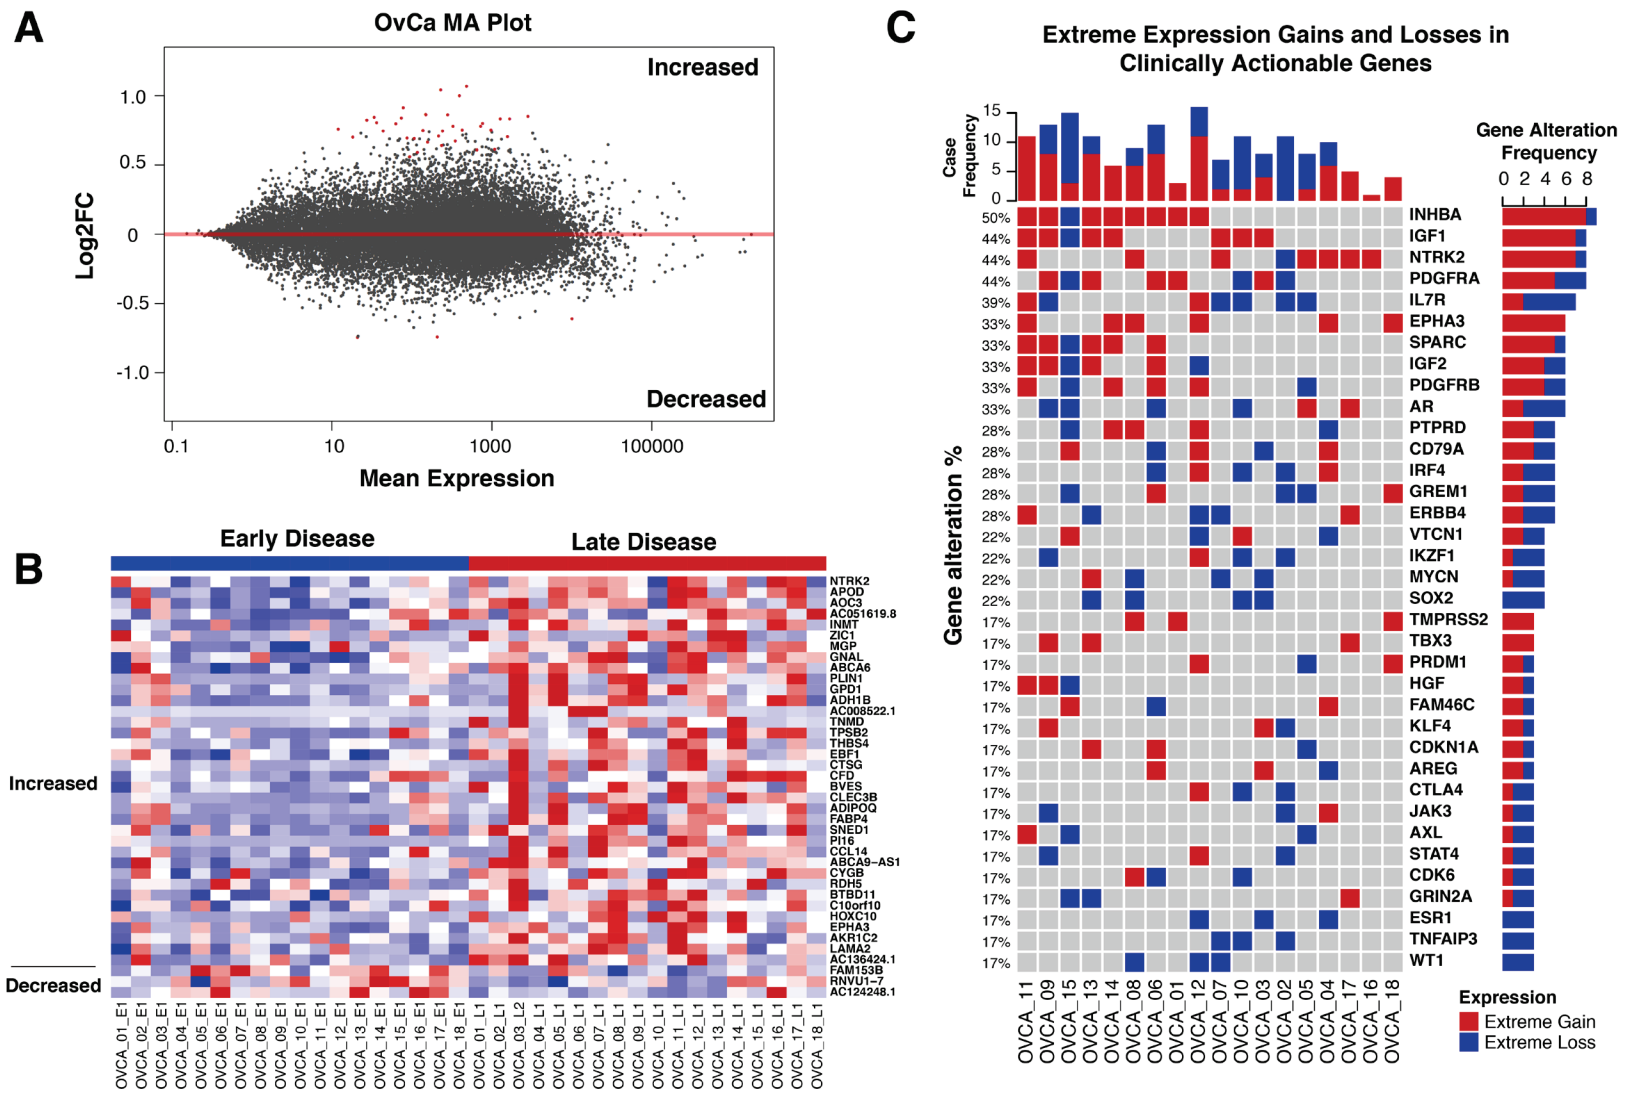 A
OvCa MA Plot
Increased
Decreased
Log2FC
1.0
0.5
0
-0.5
-1.0
0.1
10
1000
100000
Mean Expression
B
Early Disease
Late Disease
NTRK2
APOD
AOC3
AC051619.8
INMT
ZIC1
MGP
GNAL
ABCA6
PLIN1
GPD1
ADH1B
AC008522.1
TNMD
TPSB2
THBS4
EBF1
CTSG
CFD
BVES
CLEC3B
ADIPOQ
FABP4
SNED1
PI16
CCL14
ABCA9−AS1
CYGB
RDH5
BTBD11
C10orf10
HOXC10
EPHA3
AKR1C2
LAMA2
AC136424.1
FAM153B
RNVU1−7
AC124248.1
Increased
Decreased
OVCA_01_E1
OVCA_02_E1
OVCA_03_E1
OVCA_04_E1
OVCA_05_E1
OVCA_06_E1
OVCA_07_E1
OVCA_08_E1
OVCA_09_E1
OVCA_10_E1
OVCA_11_E1
OVCA_12_E1
OVCA_13_E1
OVCA_14_E1
OVCA_15_E1
OVCA_16_E1
OVCA_17_E1
OVCA_18_E1
OVCA_01_L1
OVCA_02_L1
OVCA_03_L2
OVCA_04_L1
OVCA_05_L1
OVCA_06_L1
OVCA_07_L1
OVCA_08_L1
OVCA_09_L1
OVCA_10_L1
OVCA_11_L1
OVCA_12_L1
OVCA_13_L1
OVCA_14_L1
OVCA_15_L1
OVCA_16_L1
OVCA_17_L1
OVCA_18_L1
C
Extreme Expression Gains and Losses in
Clinically Actionable Genes
Case
Frequency
15
10
5
0
Gene Alteration
Frequency
0 2 4 6 8
Gene alteration %
50% INHBA
44% IGF1
44% NTRK2
44% PDGFRA
39% IL7R
33% EPHA3
33% SPARC
33% IGF2
33% PDGFRB
33% AR
28% PTPRD
28% CD79A
28% IRF4
28% GREM1
28% ERBB4
22% VTCN1
22% IKZF1
22% MYCN
22% SOX2
17% TMPRSS2
17% TBX3
17% PRDM1
17% HGF
17% FAM46C
17% KLF4
17% CDKN1A
17% AREG
17% CTLA4
17% JAK3
17% AXL
17% STAT4
17% CDK6
17% GRIN2A
17% ESR1
17% TNFAIP3
17% WT1
OVCA_11
OVCA_09
OVCA_15
OVCA_13
OVCA_14
OVCA_08
OVCA_06
OVCA_01
OVCA_12
OVCA_07
OVCA_10
OVCA_03
OVCA_02
OVCA_05
OVCA_04
OVCA_17
OVCA_16
OVCA_18
Expression
Extreme Gain
Extreme Loss